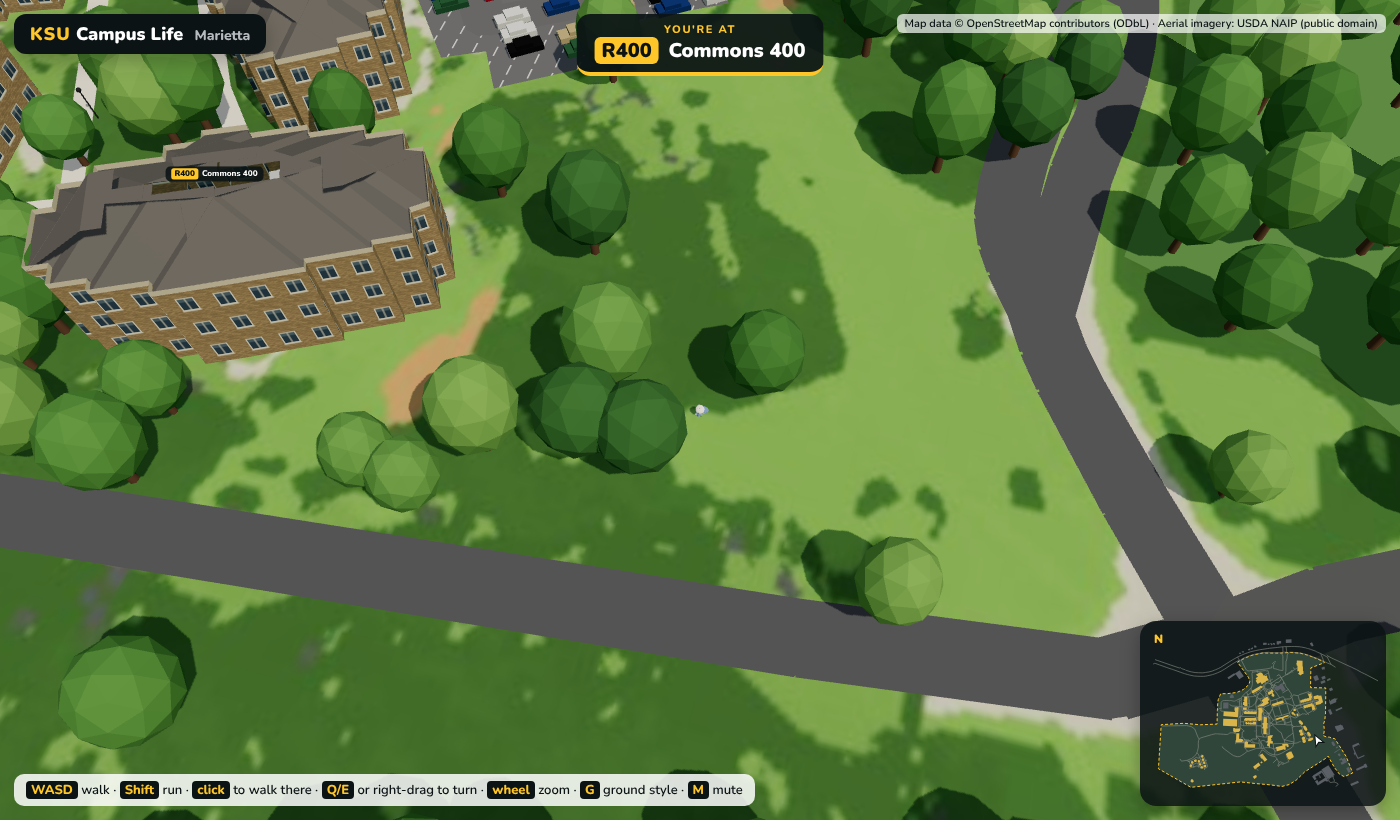 KSU Campus Life Marietta
YOU'RE AT
R400 Commons 400
Map data © OpenStreetMap contributors (ODbL) · Aerial imagery: USDA NAIP (public domain)
R400 Commons 400
N
WASD walk · Shift run · click to walk there · Q/E or right-drag to turn · wheel zoom · G ground style · M mute